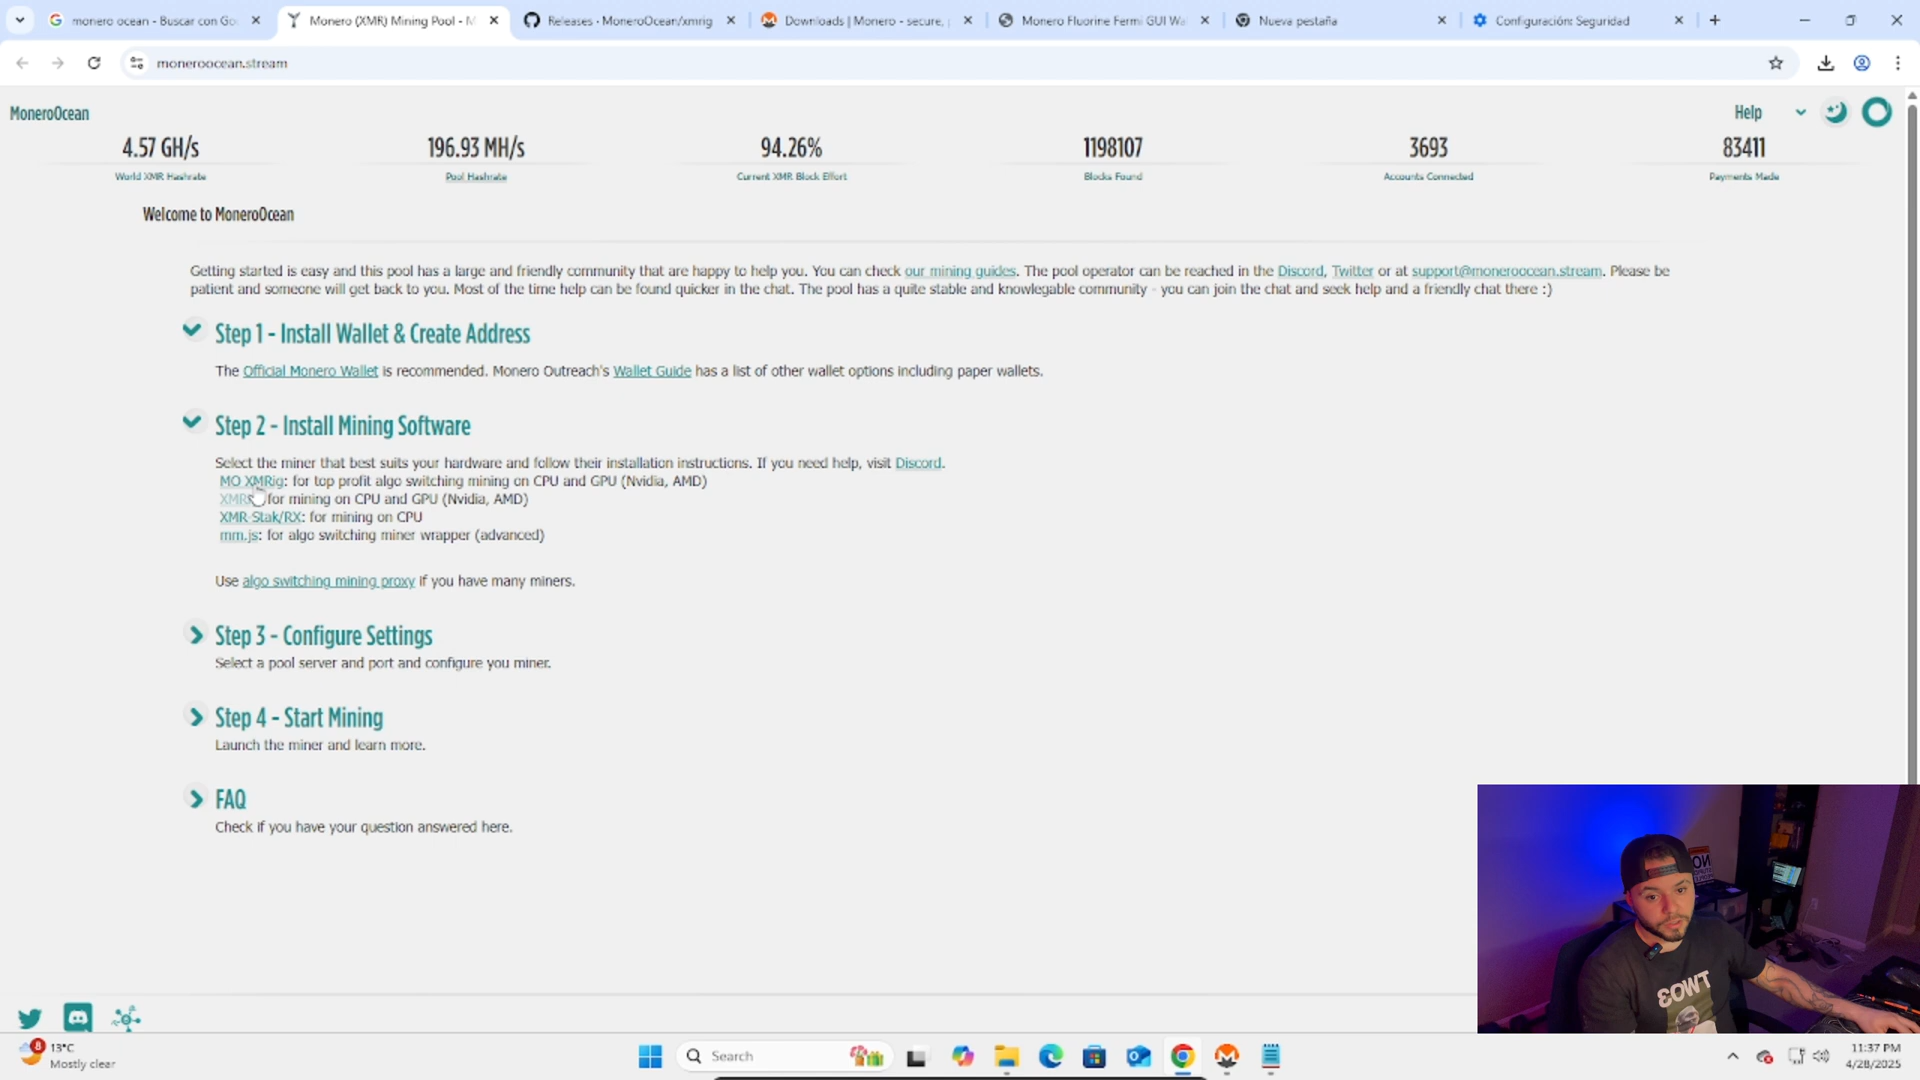 monero ocean - Buscar con Go
Monero (XMR) Mining Pool - M
Releases · MoneroOcean/xmrig
Downloads | Monero - secure,
Monero Fluorine Fermi GUI Wa
Nueva pestaña
Configuración: Seguridad
moneroocean.stream
MoneroOcean
Help
4.57 GH/s
196.93 MH/s
94.26%
1198107
3693
83411
World XMR Hashrate
Pool Hashrate
Current XMR Block Effort
Blocks Found
Accounts Connected
Payments Made
Welcome to MoneroOcean
Getting started is easy and this pool has a large and friendly community that are happy to help you. You can check our mining guides. The pool operator can be reached in the Discord, Twitter or at support@moneroocean.stream. Please be
patient and someone will get back to you. Most of the time help can be found quicker in the chat. The pool has a quite stable and knowlegable community - you can join the chat and seek help and a friendly chat there :)
Step 1 - Install Wallet & Create Address
The Official Monero Wallet is recommended. Monero Outreach's Wallet Guide has a list of other wallet options including paper wallets.
Step 2 - Install Mining Software
Select the miner that best suits your hardware and follow their installation instructions. If you need help, visit Discord.
MO XMRig: for top profit algo switching mining on CPU and GPU (Nvidia, AMD)
for mining on CPU and GPU (Nvidia, AMD)
XMR-Stak/RX: for mining on CPU
mm.js: for algo switching miner wrapper (advanced)
Use algo switching mining proxy if you have many miners.
Step 3 - Configure Settings
Select a pool server and port and configure you miner.
Step 4 - Start Mining
Launch the miner and learn more.
FAQ
Check if you have your question answered here.
8
13°C
Mostly clear
Search
11:37 PM
4/28/2025